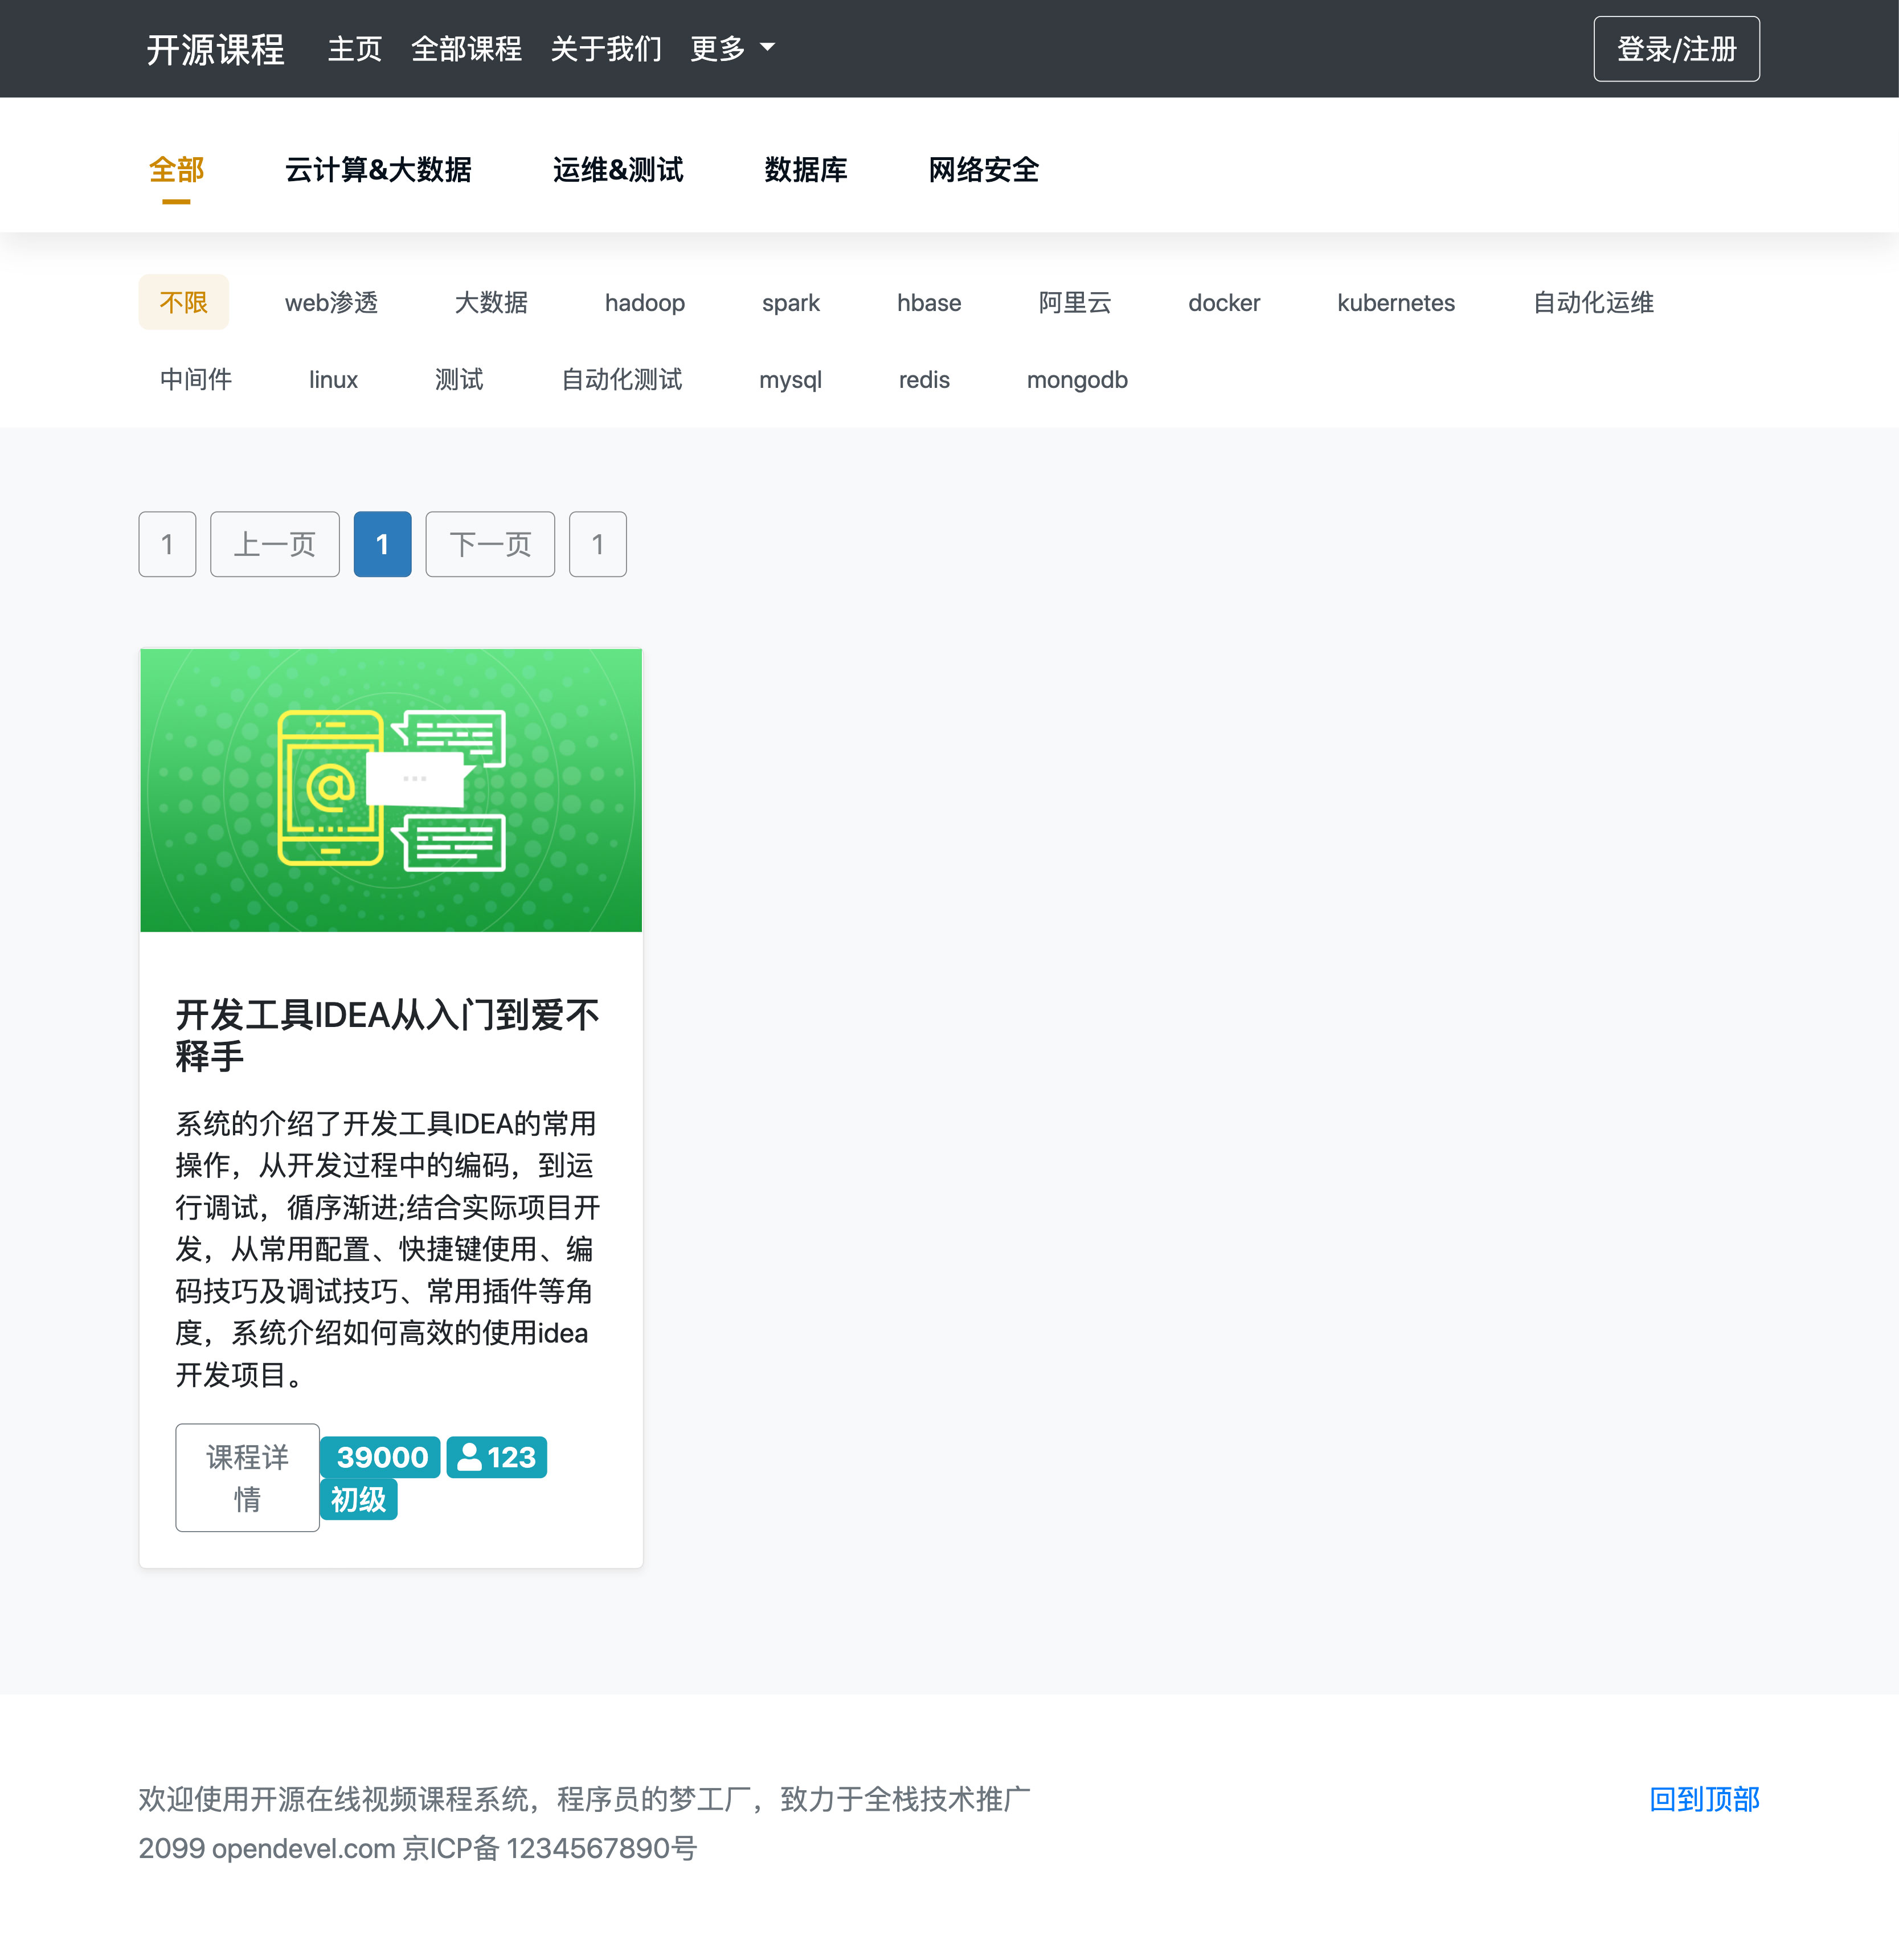 开源课程 主页 全部课程 关于我们 更多 登录/注册
全部 云计算&大数据 运维&测试 数据库 网络安全
不限 web渗透 大数据 hadoop spark hbase 阿里云 docker kubernetes 自动化运维
中间件 linux 测试 自动化测试 mysql redis mongodb
1 上一页 1 下一页 1
开发工具IDEA从入门到爱不
释手
系统的介绍了开发工具IDEA的常用
操作，从开发过程中的编码，到运
行调试，循序渐进;结合实际项目开
发，从常用配置、快捷键使用、编
码技巧及调试技巧、常用插件等角
度，系统介绍如何高效的使用idea
开发项目。
课程详
情
39000 123
初级
欢迎使用开源在线视频课程系统，程序员的梦工厂，致力于全栈技术推广 回到顶部
2099 opendevel.com 京ICP备 1234567890号